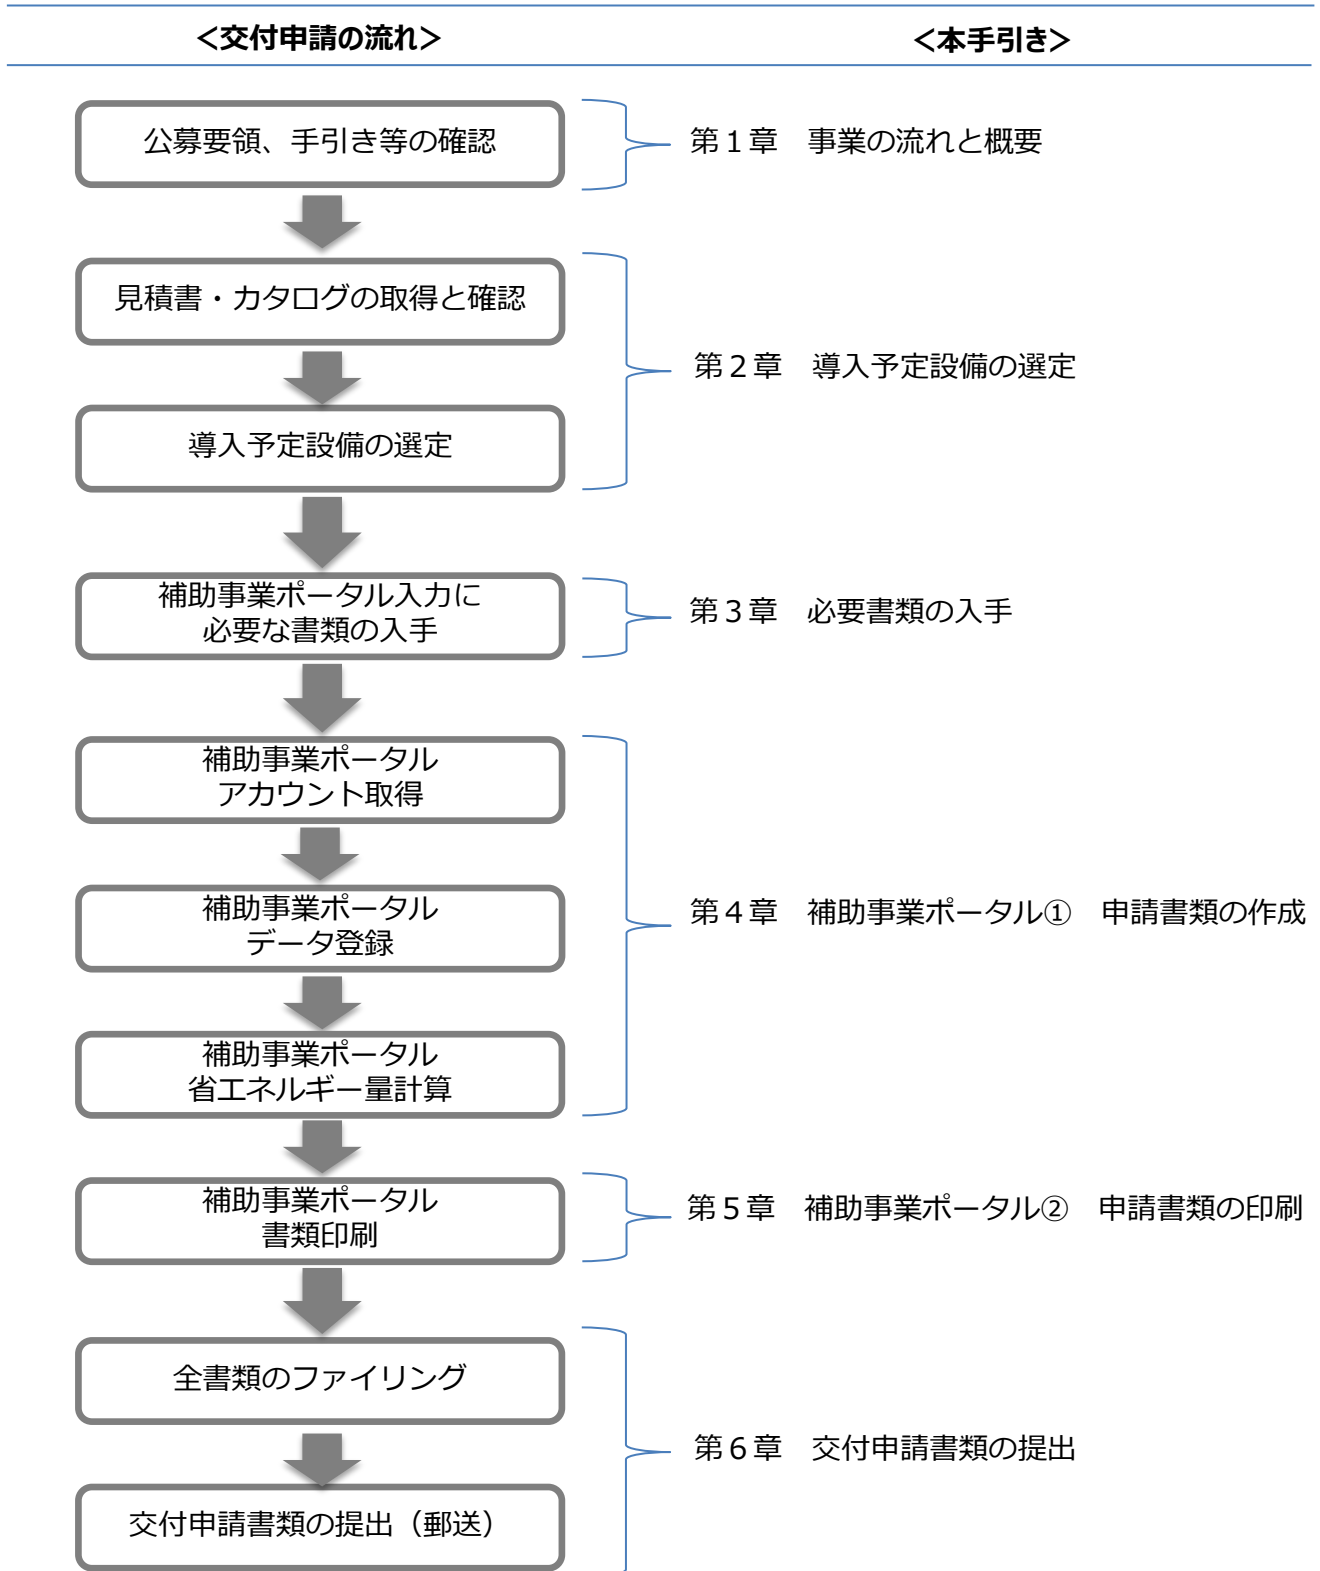 <交付申請の流れ>
<本手引き>
公募要領、手引き等の確認
第１章　事業の流れと概要
見積書・カタログの取得と確認
第２章　導入予定設備の選定
導入予定設備の選定
補助事業ポータル入力に
必要な書類の入手
第３章　必要書類の入手
補助事業ポータル
アカウント取得
補助事業ポータル
データ登録
第４章　補助事業ポータル①　申請書類の作成
補助事業ポータル
省エネルギー量計算
補助事業ポータル
書類印刷
第５章　補助事業ポータル②　申請書類の印刷
全書類のファイリング
第６章　交付申請書類の提出
交付申請書類の提出（郵送）